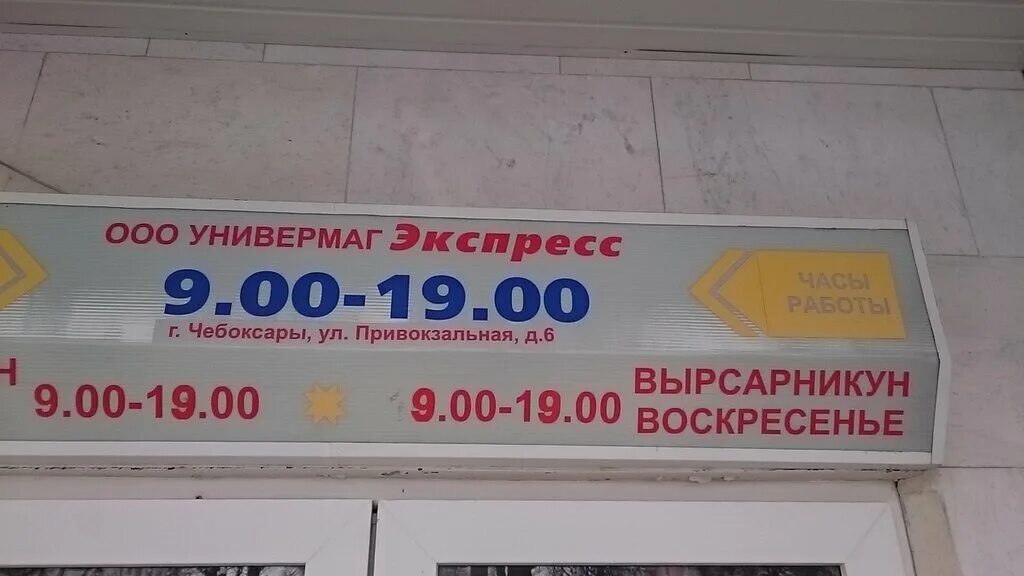 ООО УНИВЕРМАГ Экспресс
9.00-19.00
г. Чебоксары, ул. Привокзальная, д.6
ЧАСЫ
РАБОТЫ
9.00-19.00
9.00-19.00
ВЫРСАРНИКУН
ВОСКРЕСЕНЬЕ